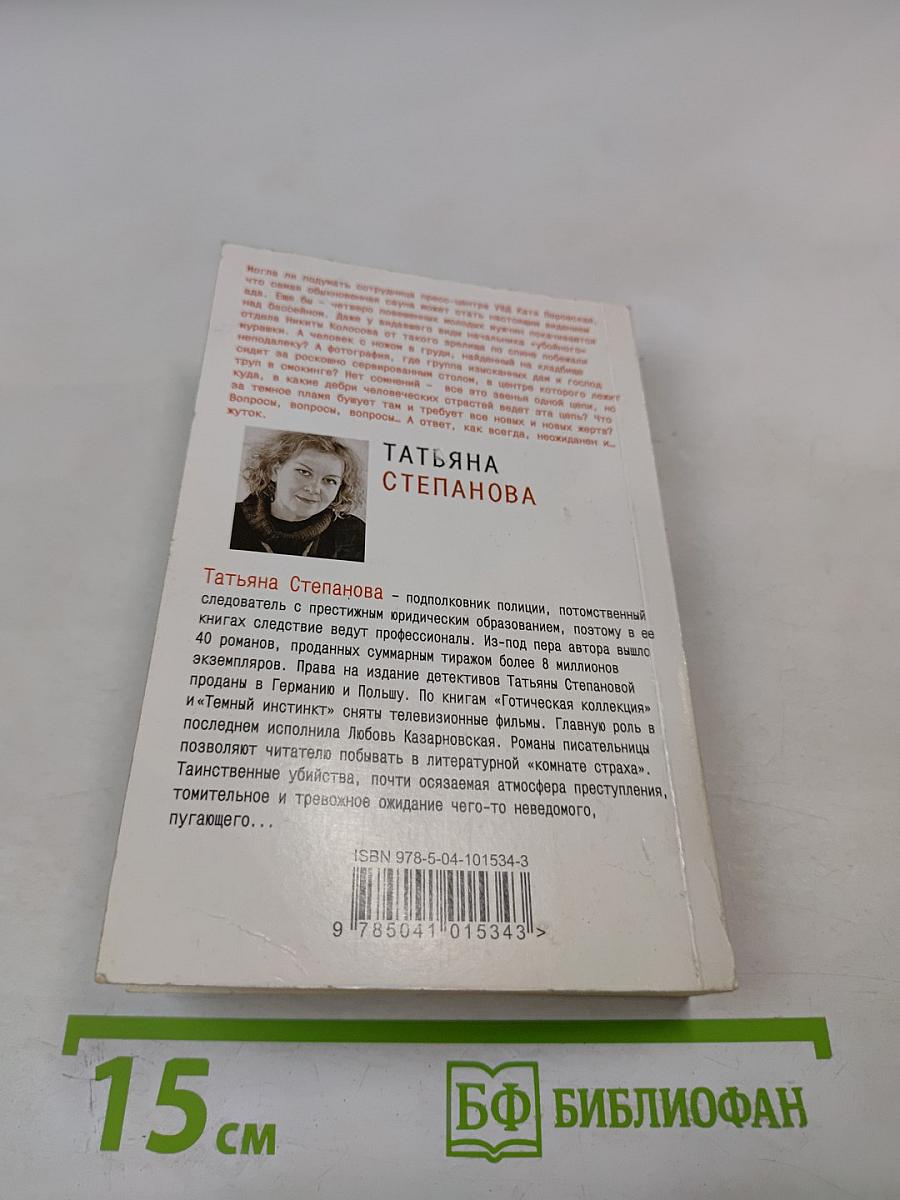 Могла ли подумать сотрудница пресс-центра УВД Катя Петровская,
что самая обыкновенная сауна может стать настоящим видением
ада. Еще бы – четверо повешенных молодых мужчин покачивается
над бассейном. Даже у видавшего виды начальника «убойного»
отдела Никиты Колосова от такого зрелища по спине побежали
мурашки. А человек с ножом в груди, найденный на кладбище
неподалеку? А фотография, где группа изысканных дам и господ
сидит за роскошно сервированным столом, в центре которого лежит
труп в смокинге? Нет сомнений – все это звенья одной цепи, но
куда, в какие дебри человеческих страстей ведет эта цепь? Что
за темное пламя бушует там и требует все новых и новых жертв?
Вопросы, вопросы, вопросы… А ответ, как всегда, неожиданен и…
жуток.
ТАТЬЯНА
СТЕПАНОВА
Татьяна Степанова – подполковник полиции, потомственный
следователь с престижным юридическим образованием, поэтому в ее
книгах следствие ведут профессионалы. Из-под пера автора вышло
40 романов, проданных суммарным тиражом более 8 миллионов
экземпляров. Права на издание детективов Татьяны Степановой
проданы в Германию и Польшу. По книгам «Готическая коллекция»
и «Темный инстинкт» сняты телевизионные фильмы. Главную роль в
последнем исполнила Любовь Казарновская. Романы писательницы
позволяют читателю побывать в литературной «комнате страха».
Таинственные убийства, почти осязаемая атмосфера преступления,
томительное и тревожное ожидание чего-то неведомого,
пугающего...
ISBN 978-5-04-101534-3
9 785041 015343 >
15 см
БФ БИБЛИОФАН